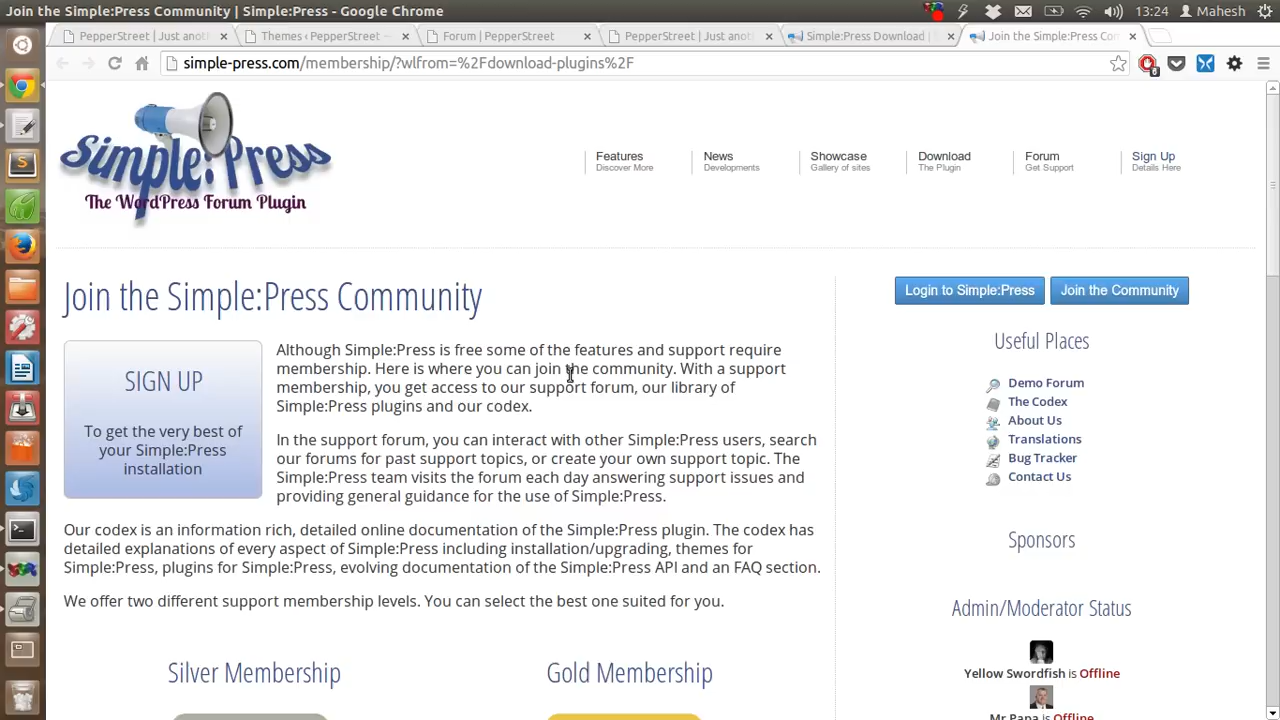 Join the Simple:Press Community | Simple:Press - Google Chrome
13:24 Mahesh
PepperStreet | Just anot
Themes ‹ PepperStreet —
Forum | PepperStreet
PepperStreet | Just anot
Simple:Press Download |
Join the Simple:Press Con
simple-press.com/membership/?wlfrom=%2Fdownload-plugins%2F
6
Simple:Press
The WordPress Forum Plugin
Features
Discover More
News
Developments
Showcase
Gallery of sites
Download
The Plugin
Forum
Get Support
Sign Up
Details Here
Join the Simple:Press Community
SIGN UP
To get the very best of
your Simple:Press
installation
Although Simple:Press is free some of the features and support require
membership. Here is where you can join the community. With a support
membership, you get access to our support forum, our library of
Simple:Press plugins and our codex.
In the support forum, you can interact with other Simple:Press users, search
our forums for past support topics, or create your own support topic. The
Simple:Press team visits the forum each day answering support issues and
providing general guidance for the use of Simple:Press.
Our codex is an information rich, detailed online documentation of the Simple:Press plugin. The codex has
detailed explanations of every aspect of Simple:Press including installation/upgrading, themes for
Simple:Press, plugins for Simple:Press, evolving documentation of the Simple:Press API and an FAQ section.
We offer two different support membership levels. You can select the best one suited for you.
Silver Membership
Gold Membership
Login to Simple:Press
Join the Community
Useful Places
Demo Forum
The Codex
About Us
Translations
Bug Tracker
Contact Us
Sponsors
Admin/Moderator Status
Yellow Swordfish is Offline
Mr Papa is Offline